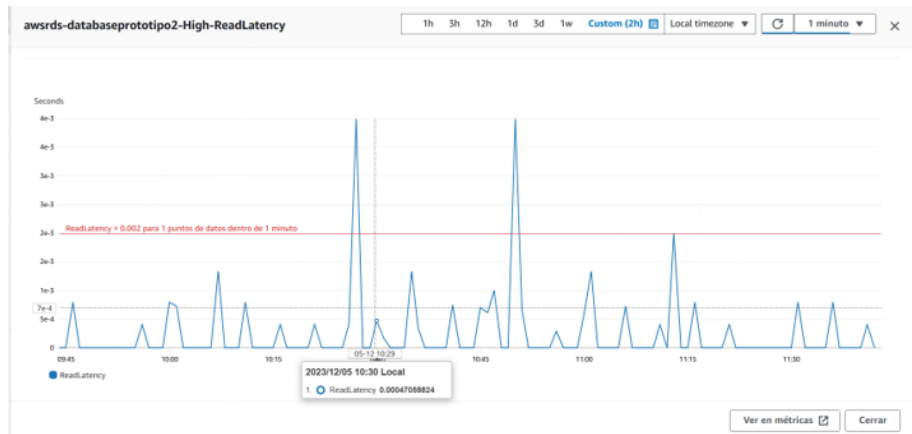 awsrds-databaseprototipo2-High-ReadLatency
1h 3h 12h 1d 3d 1w Custom (2h) Local timezone ▼ 1 minuto ▼ ×
Seconds
4e-3
4e-3
3e-3
3e-3
2e-3 ReadLatency > 0.002 para 1 puntos de datos dentro de 1 minuto
2e-3
1e-3
7e-4
5e-4
0
09:45 10:00 10:15 10:45 11:00 11:15 11:30
05-12 10:29
ReadLatency
2023/12/05 10:30 Local
1. ReadLatency 0.00047058824
Ver en métricas Cerrar